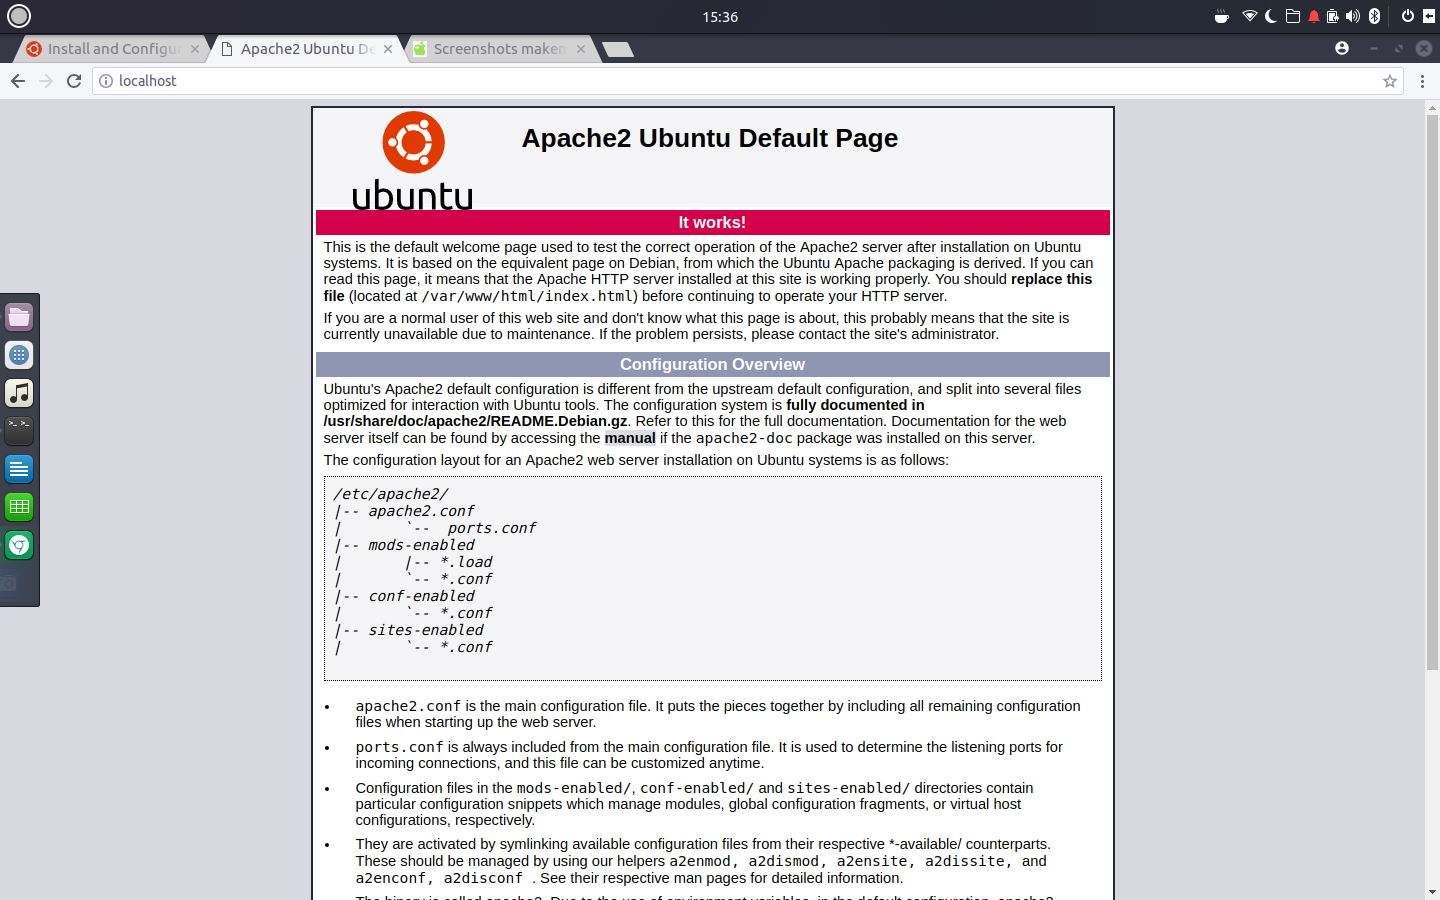 15:36
Install and Configu
Apache2 Ubuntu De
Screenshots maken
localhost
ubuntu
Apache2 Ubuntu Default Page
It works!
This is the default welcome page used to test the correct operation of the Apache2 server after installation on Ubuntu
systems. It is based on the equivalent page on Debian, from which the Ubuntu Apache packaging is derived. If you can
read this page, it means that the Apache HTTP server installed at this site is working properly. You should replace this
file (located at /var/www/html/index.html) before continuing to operate your HTTP server.
If you are a normal user of this web site and don't know what this page is about, this probably means that the site is
currently unavailable due to maintenance. If the problem persists, please contact the site's administrator.
Configuration Overview
Ubuntu's Apache2 default configuration is different from the upstream default configuration, and split into several files
optimized for interaction with Ubuntu tools. The configuration system is fully documented in
/usr/share/doc/apache2/README.Debian.gz. Refer to this for the full documentation. Documentation for the web
server itself can be found by accessing the manual if the apache2-doc package was installed on this server.
The configuration layout for an Apache2 web server installation on Ubuntu systems is as follows:
/etc/apache2/
|-- apache2.conf
|       `--  ports.conf
|-- mods-enabled
|       |-- *.load
|       `-- *.conf
|-- conf-enabled
|       `-- *.conf
|-- sites-enabled
|       `-- *.conf
• apache2.conf is the main configuration file. It puts the pieces together by including all remaining configuration
files when starting up the web server.
• ports.conf is always included from the main configuration file. It is used to determine the listening ports for
incoming connections, and this file can be customized anytime.
• Configuration files in the mods-enabled/, conf-enabled/ and sites-enabled/ directories contain
particular configuration snippets which manage modules, global configuration fragments, or virtual host
configurations, respectively.
• They are activated by symlinking available configuration files from their respective *-available/ counterparts.
These should be managed by using our helpers a2enmod, a2dismod, a2ensite, a2dissite, and
a2enconf, a2disconf . See their respective man pages for detailed information.
The binary is called apache2. Due to the use of environment variables, in the default configuration, apache2